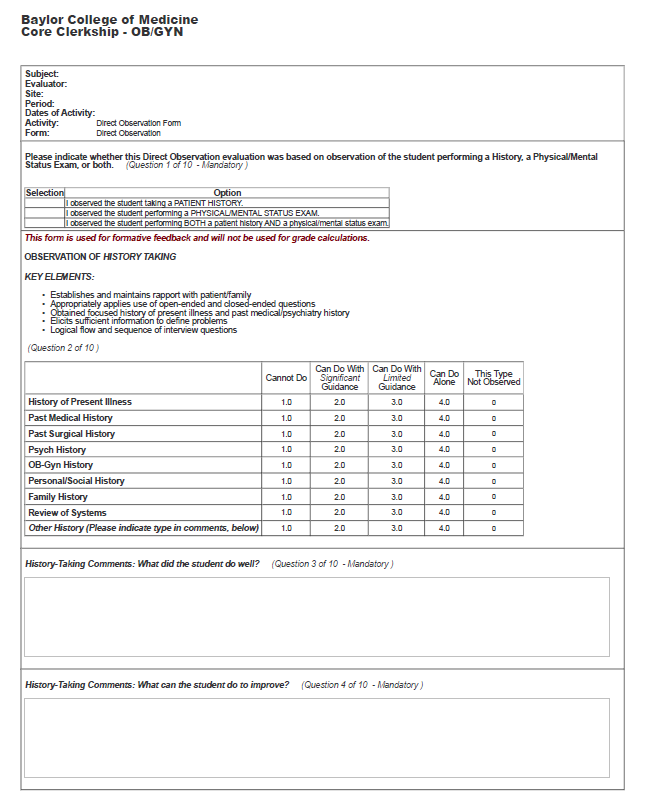 Baylor College of Medicine
Core Clerkship - OB/GYN
Subject:
Evaluator:
Site:
Period:
Dates of Activity:
Activity: Direct Observation Form
Form: Direct Observation
Please indicate whether this Direct Observation evaluation was based on observation of the student performing a History, a Physical/Mental
Status Exam, or both. (Question 1 of 10 - Mandatory)
Selection Option
I observed the student taking a PATIENT HISTORY.
I observed the student performing a PHYSICAL/MENTAL STATUS EXAM.
I observed the student performing BOTH a patient history AND a physical/mental status exam.
This form is used for formative feedback and will not be used for grade calculations.
OBSERVATION OF HISTORY TAKING
KEY ELEMENTS:
• Establishes and maintains rapport with patient/family
• Appropriately applies use of open-ended and closed-ended questions
• Obtained focused history of present illness and past medical/psychiatry history
• Elicits sufficient information to define problems
• Logical flow and sequence of interview questions
(Question 2 of 10)
Cannot Do Can Do With Significant Guidance Can Do With Limited Guidance Can Do Alone This Type Not Observed
History of Present Illness 1.0 2.0 3.0 4.0 0
Past Medical History 1.0 2.0 3.0 4.0 0
Past Surgical History 1.0 2.0 3.0 4.0 0
Psych History 1.0 2.0 3.0 4.0 0
OB-Gyn History 1.0 2.0 3.0 4.0 0
Personal/Social History 1.0 2.0 3.0 4.0 0
Family History 1.0 2.0 3.0 4.0 0
Review of Systems 1.0 2.0 3.0 4.0 0
Other History (Please indicate type in comments, below) 1.0 2.0 3.0 4.0 0
History-Taking Comments: What did the student do well? (Question 3 of 10 - Mandatory)
History-Taking Comments: What can the student do to improve? (Question 4 of 10 - Mandatory)